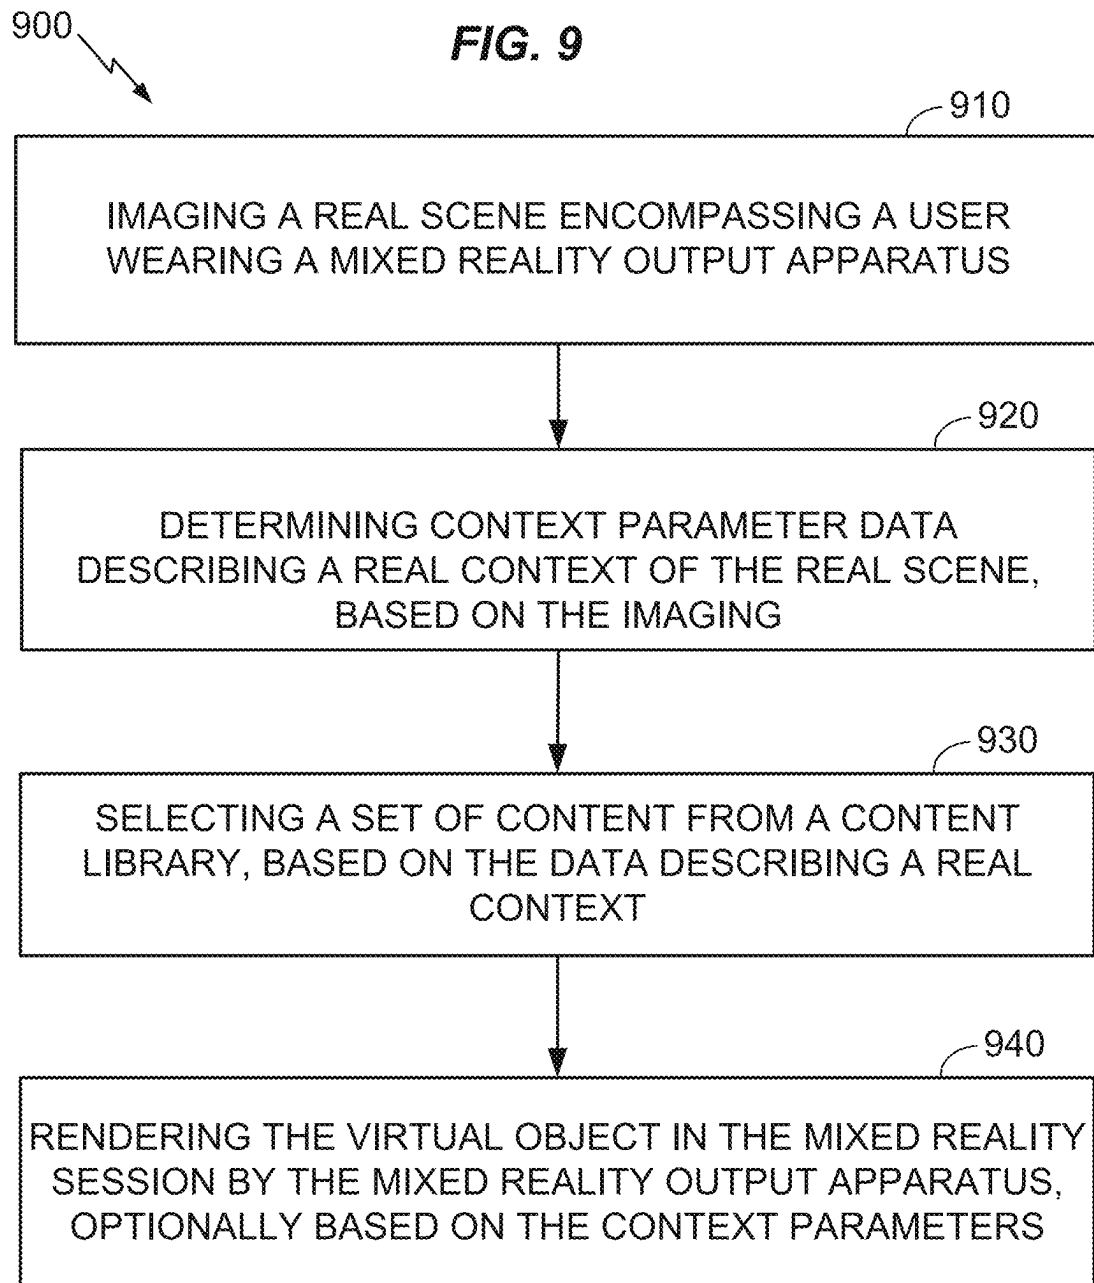 900
FIG. 9
910
IMAGING A REAL SCENE ENCOMPASSING A USER
WEARING A MIXED REALITY OUTPUT APPARATUS
920
DETERMINING CONTEXT PARAMETER DATA
DESCRIBING A REAL CONTEXT OF THE REAL SCENE,
BASED ON THE IMAGING
930
SELECTING A SET OF CONTENT FROM A CONTENT
LIBRARY, BASED ON THE DATA DESCRIBING A REAL
CONTEXT
940
RENDERING THE VIRTUAL OBJECT IN THE MIXED REALITY
SESSION BY THE MIXED REALITY OUTPUT APPARATUS,
OPTIONALLY BASED ON THE CONTEXT PARAMETERS